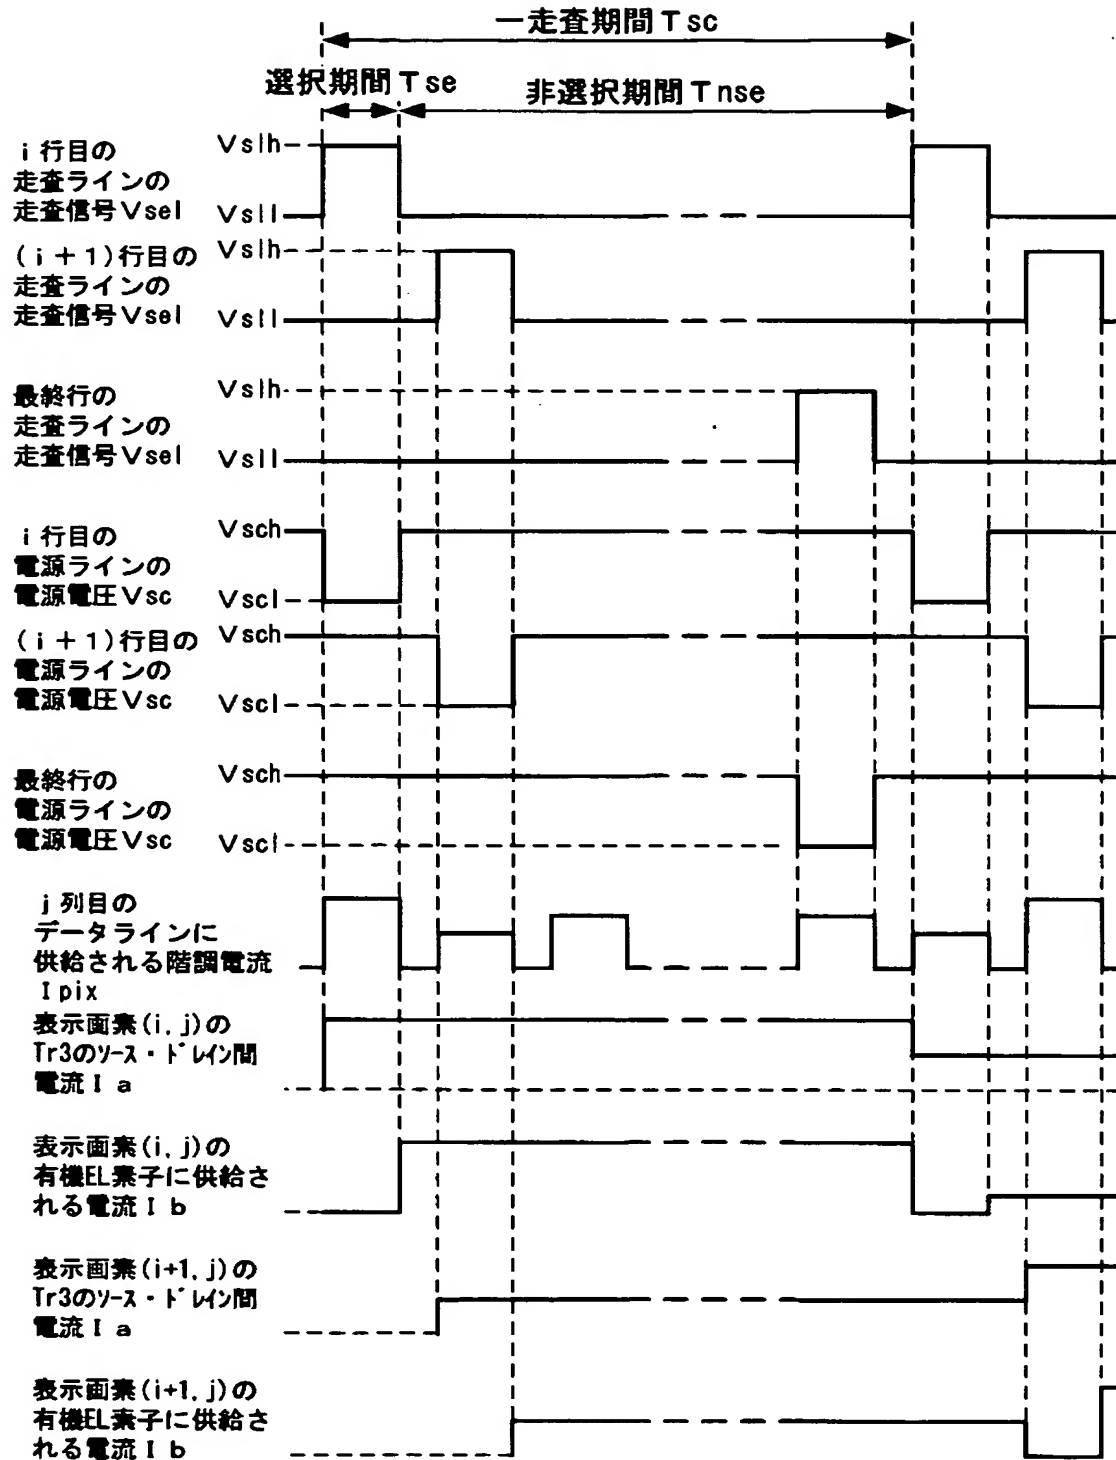 一走査期間Tsc
選択期間Tse
非選択期間Tnse
i行目の
走査ラインの
走査信号Vsel
Vslh
Vsll
(i+1)行目の
走査ラインの
走査信号Vsel
Vslh
Vsll
最終行の
走査ラインの
走査信号Vsel
Vslh
Vsll
i行目の
電源ラインの
電源電圧Vsc
Vsch
Vscl
(i+1)行目の
電源ラインの
電源電圧Vsc
Vsch
Vscl
最終行の
電源ラインの
電源電圧Vsc
Vsch
Vscl
j列目の
データラインに
供給される階調電流
Ipix
表示画素(i,j)の
Tr3のソース・ドレイン間
電流Ia
表示画素(i,j)の
有機EL素子に供給さ
れる電流Ib
表示画素(i+1,j)の
Tr3のソース・ドレイン間
電流Ia
表示画素(i+1,j)の
有機EL素子に供給さ
れる電流Ib